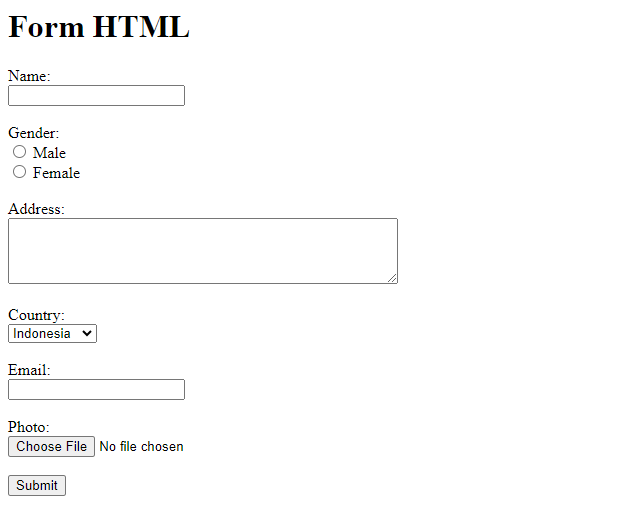 Form HTML
Name:
Gender:
Male
Female
Address:
Country:
Indonesia
Email:
Photo:
Choose File No file chosen
Submit